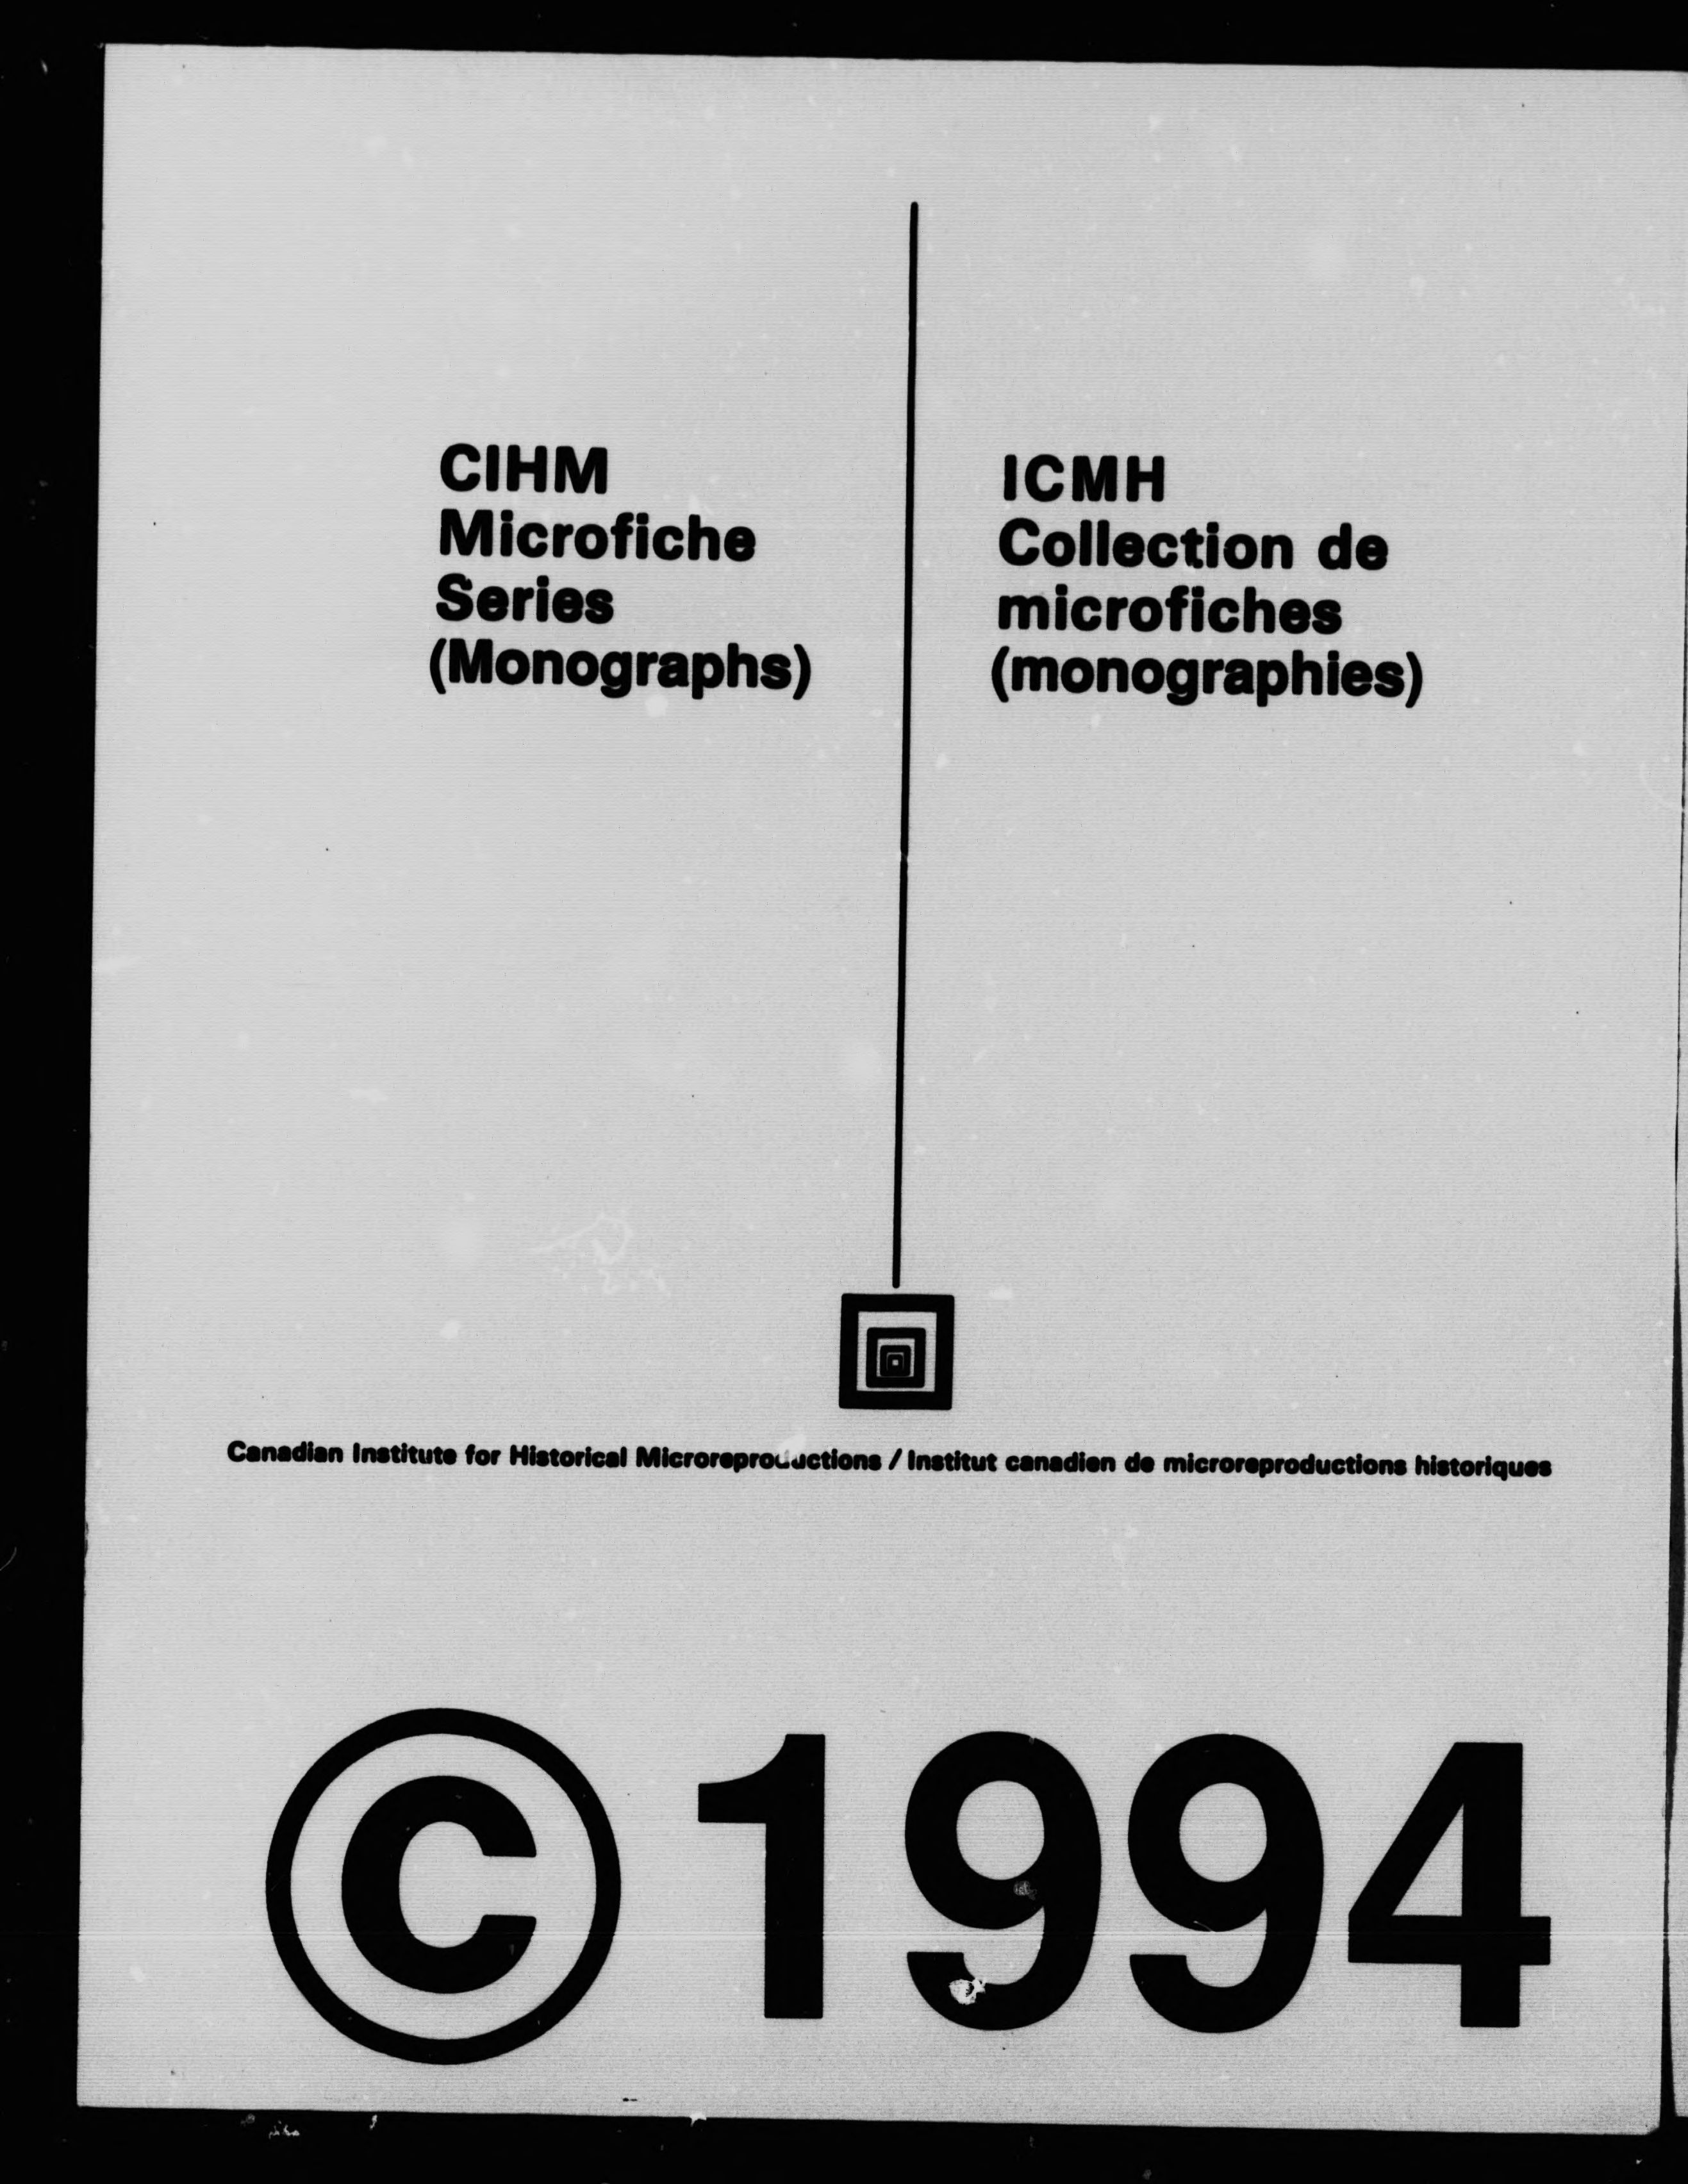 CIHM
Microfiche
Series
(Monographs)
ICMH
Collection de
microfiches
(monographies)
Canadian Institute for Historical Microreproductions / Institut canadien de microreproductions historiques
© 1994